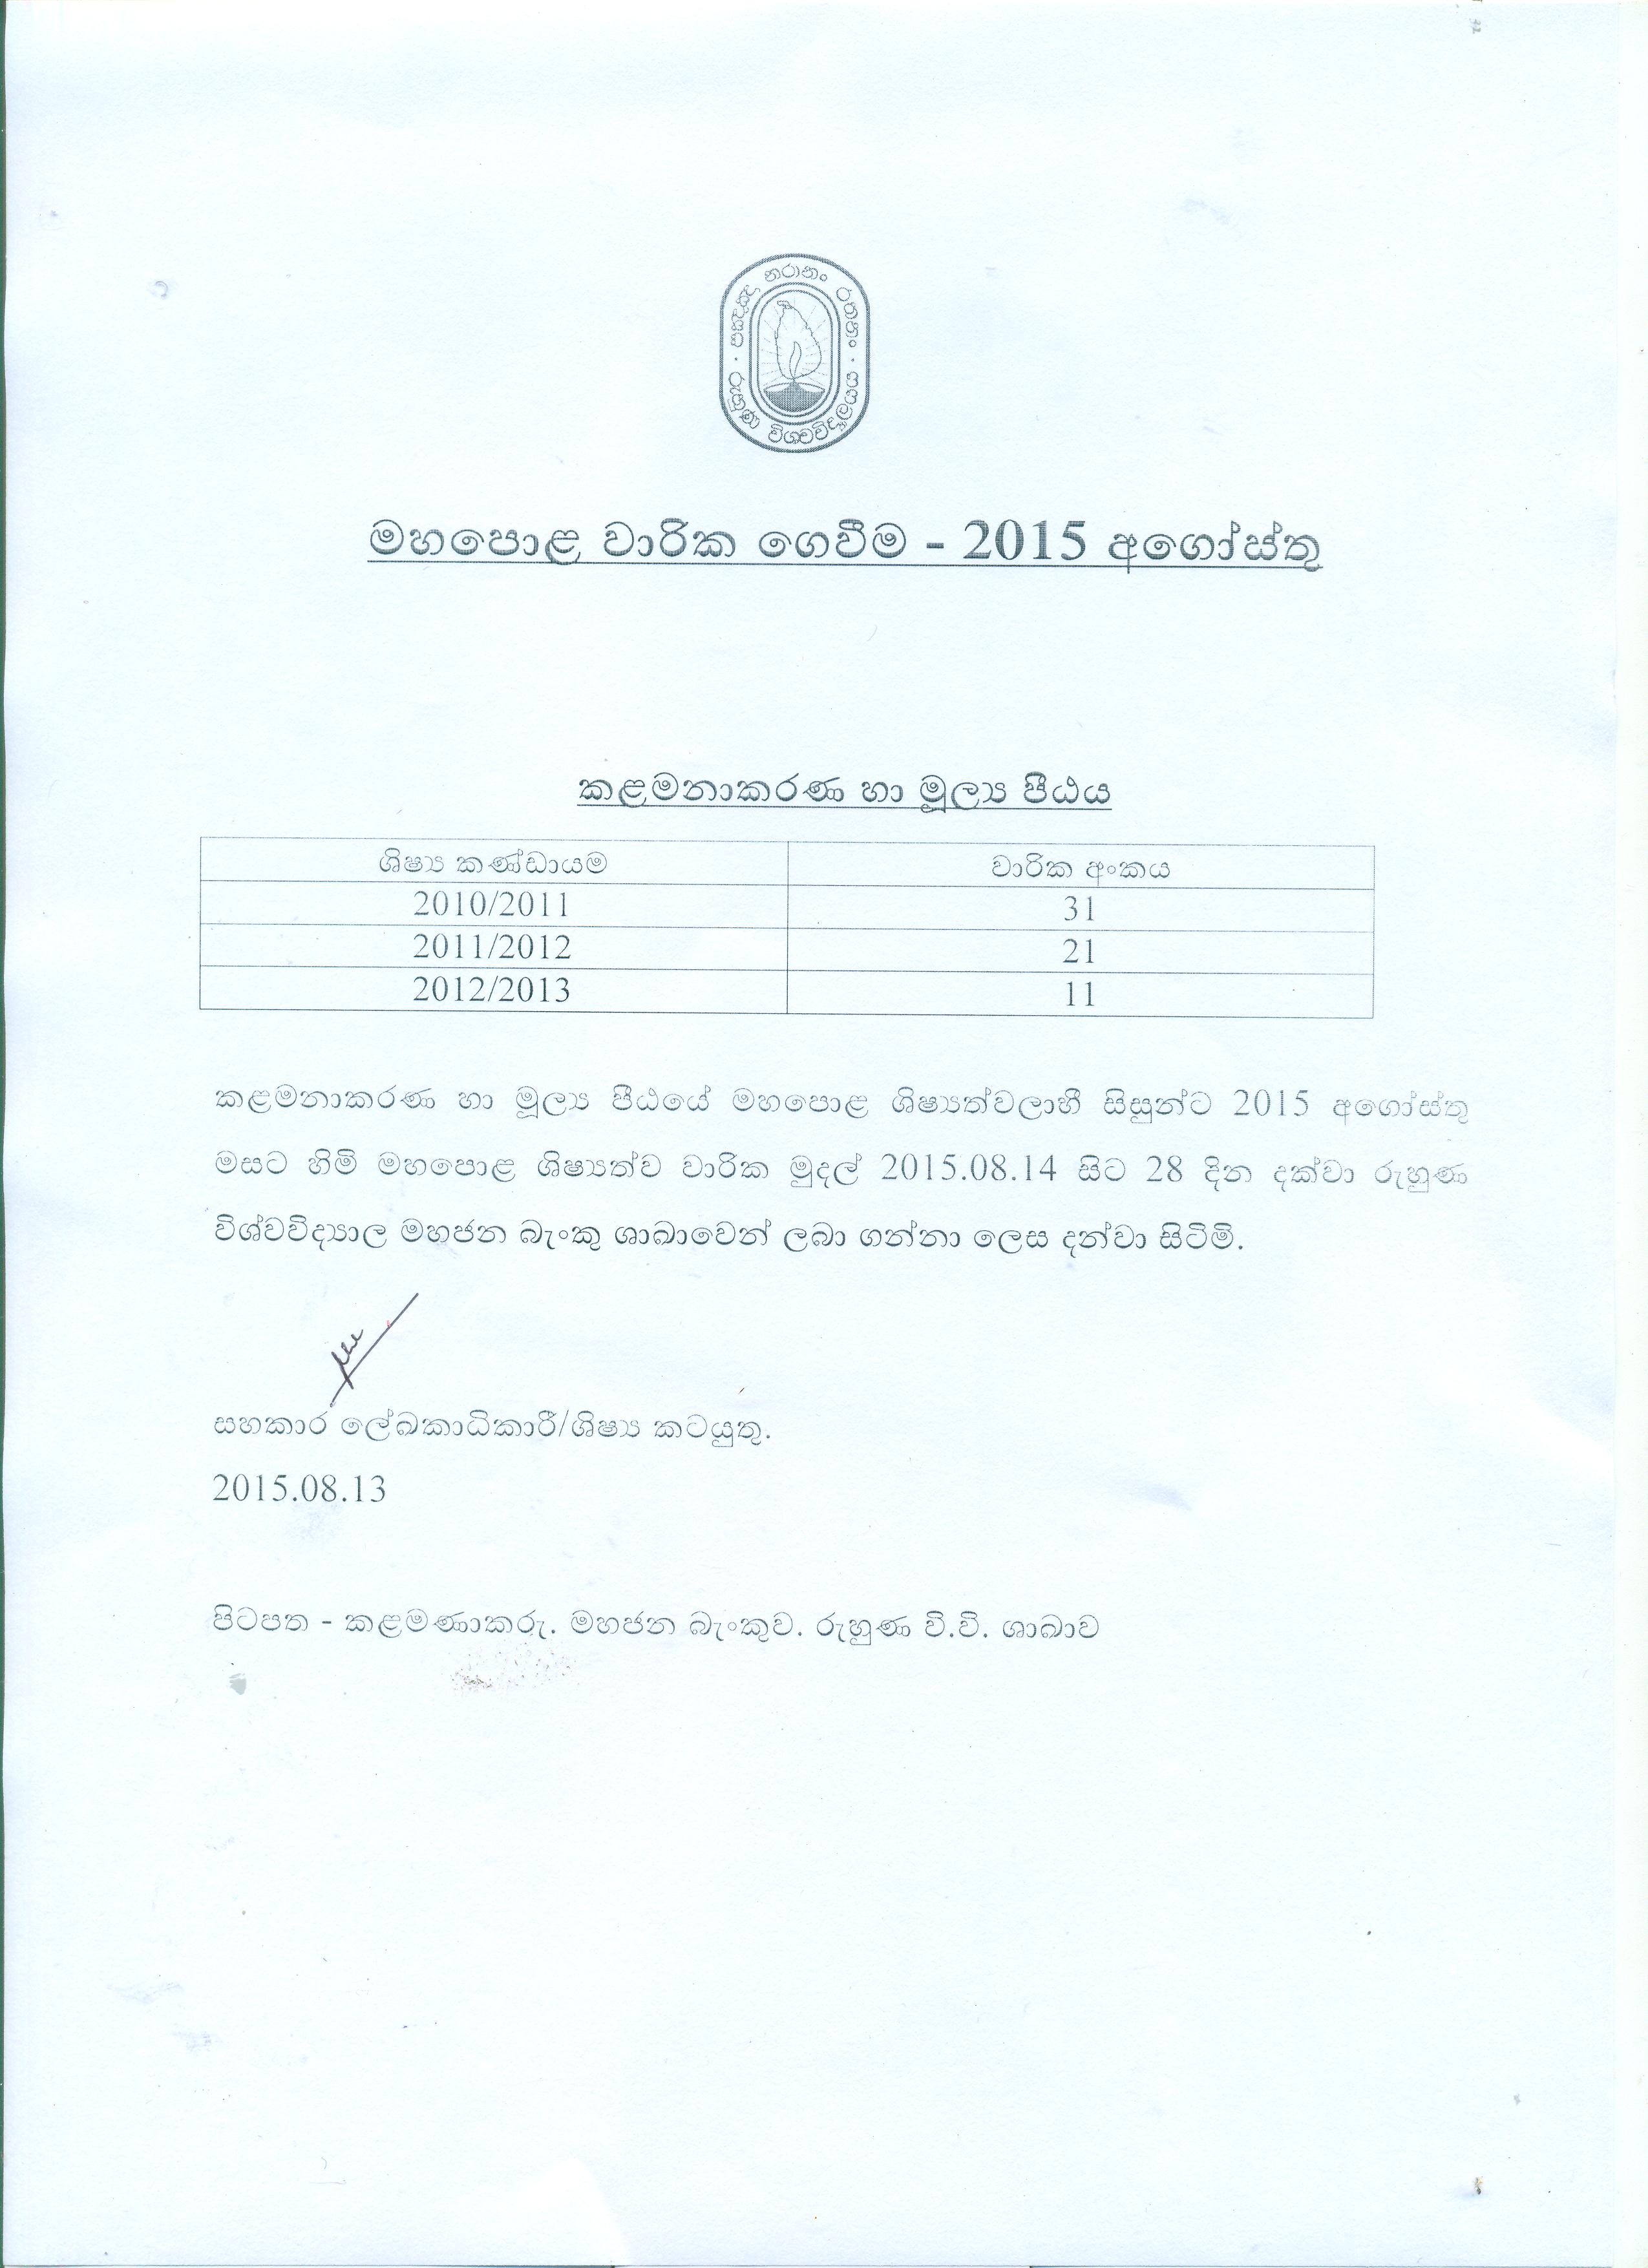 පඤ්ඤා නරානං රතනං
රුහුණ විශ්වවිද්‍යාලය
මහපොළ වාරික ගෙවීම - 2015 අගෝස්තු
කළමනාකරණ හා මූල්‍ය පීඨය
ශිෂ්‍ය කණ්ඩායම වාරික අංකය
2010/2011 31
2011/2012 21
2012/2013 11
කළමනාකරණ හා මූල්‍ය පීඨයේ මහපොළ ශිෂ්‍යත්වලාභී සිසුන්ට 2015 අගෝස්තු
මසට හිමි මහපොළ ශිෂ්‍යත්ව වාරික මුදල් 2015.08.14 සිට 28 දින දක්වා රුහුණ
විශ්වවිද්‍යාල මහජන බැංකු ශාඛාවෙන් ලබා ගන්නා ලෙස දන්වා සිටිමි.
සහකාර ලේඛකාධිකාරී/ශිෂ්‍ය කටයුතු.
2015.08.13
පිටපත - කළමණාකරු. මහජන බැංකුව. රුහුණ වි.වි. ශාඛාව